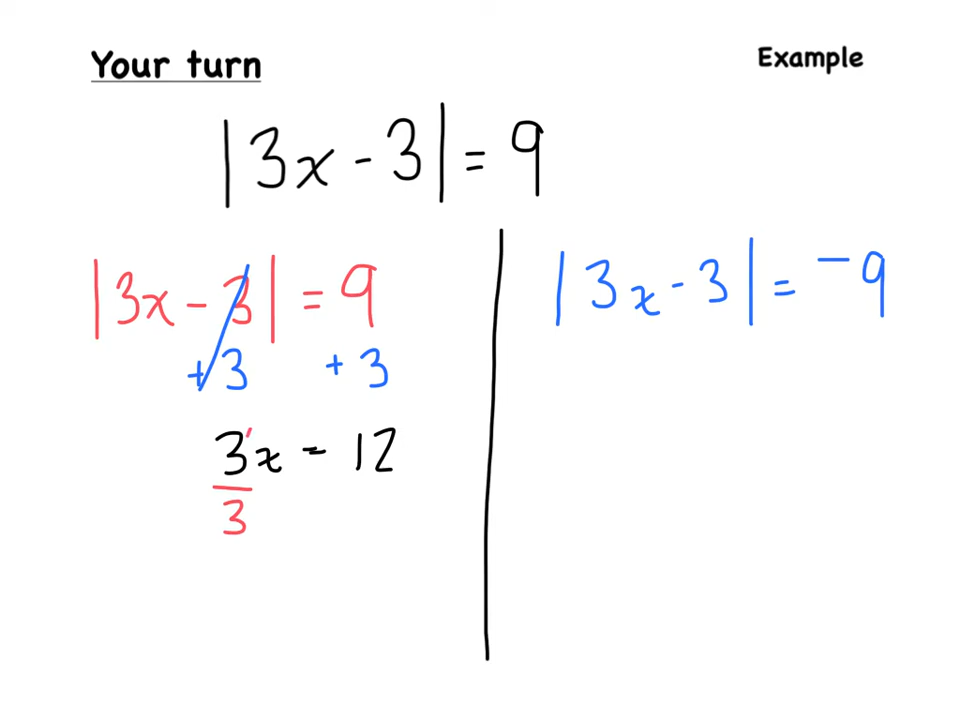 Your turn
Example
|3x - 3| = 9
|3x - 3| = 9
+3 +3
3x = 12
3
|3x - 3| = -9